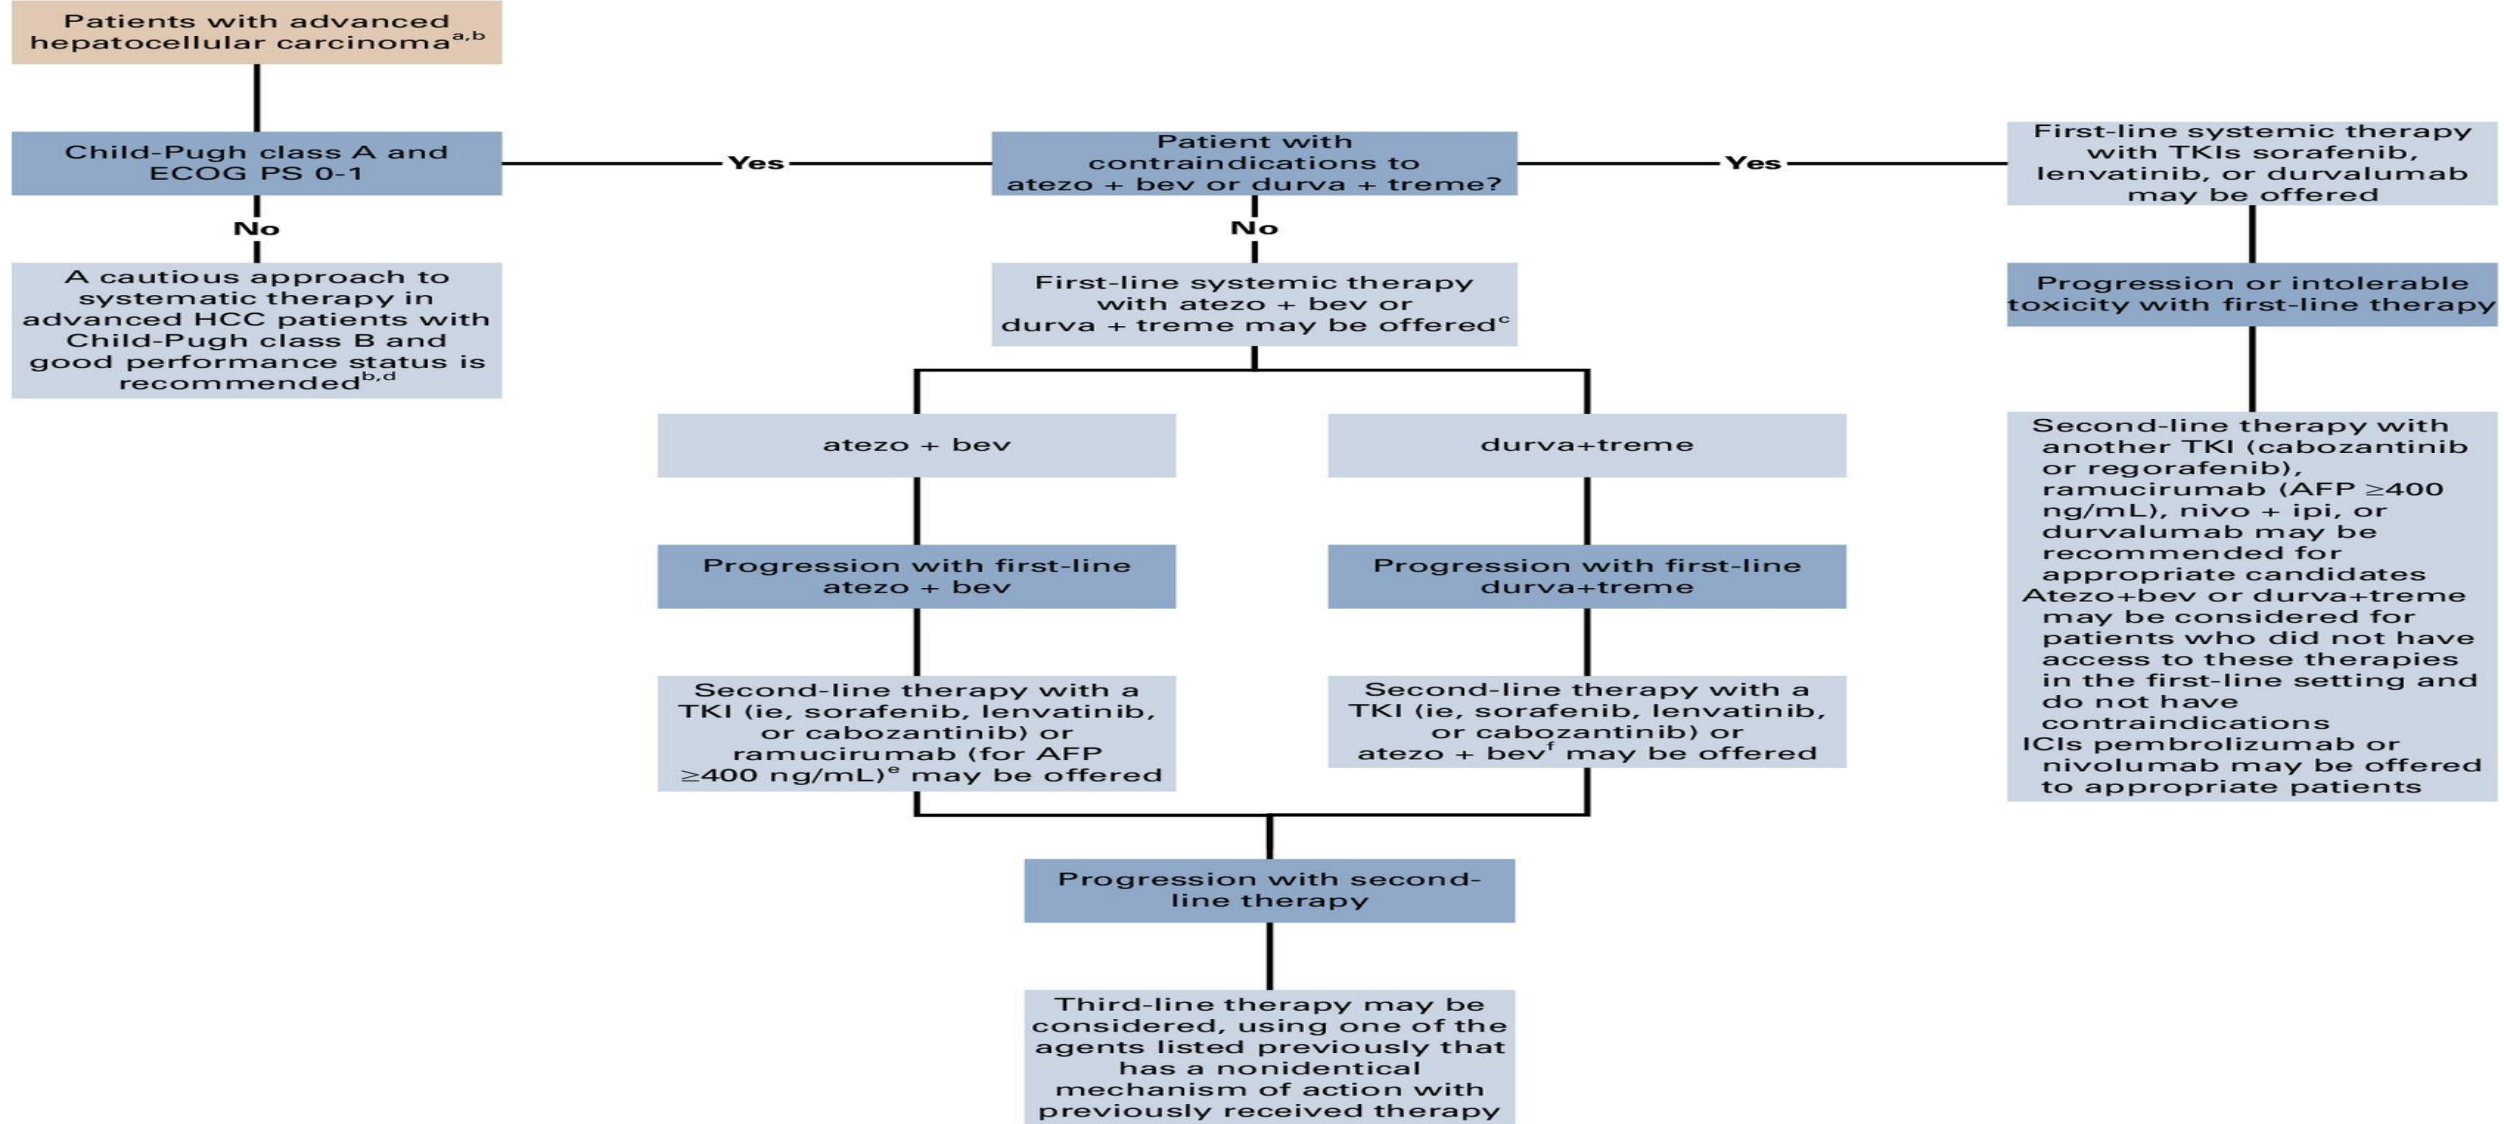 Patients with advanced
hepatocellular carcinomaa,b
Child-Pugh class A and
ECOG PS 0-1
Yes
Patient with
contraindications to
atezo + bev or durva + treme?
Yes
First-line systemic therapy
with TKIs sorafenib,
lenvatinib, or durvalumab
may be offered
No
No
A cautious approach to
systematic therapy in
advanced HCC patients with
Child-Pugh class B and
good performance status is
recommendedb,d
First-line systemic therapy
with atezo + bev or
durva + treme may be offeredc
Progression or intolerable
toxicity with first-line therapy
atezo + bev
durva+treme
Progression with first-line
atezo + bev
Progression with first-line
durva+treme
Second-line therapy with a
TKI (ie, sorafenib, lenvatinib,
or cabozantinib) or
ramucirumab (for AFP
≥400 ng/mL)e may be offered
Second-line therapy with a
TKI (ie, sorafenib, lenvatinib,
or cabozantinib) or
atezo + bevf may be offered
Second-line therapy with
another TKI (cabozantinib
or regorafenib),
ramucirumab (AFP ≥400
ng/mL), nivo + ipi, or
durvalumab may be
recommended for
appropriate candidates
Atezo+bev or durva+treme
may be considered for
patients who did not have
access to these therapies
in the first-line setting and
do not have
contraindications
ICIs pembrolizumab or
nivolumab may be offered
to appropriate patients
Progression with second-
line therapy
Third-line therapy may be
considered, using one of the
agents listed previously that
has a nonidentical
mechanism of action with
previously received therapy